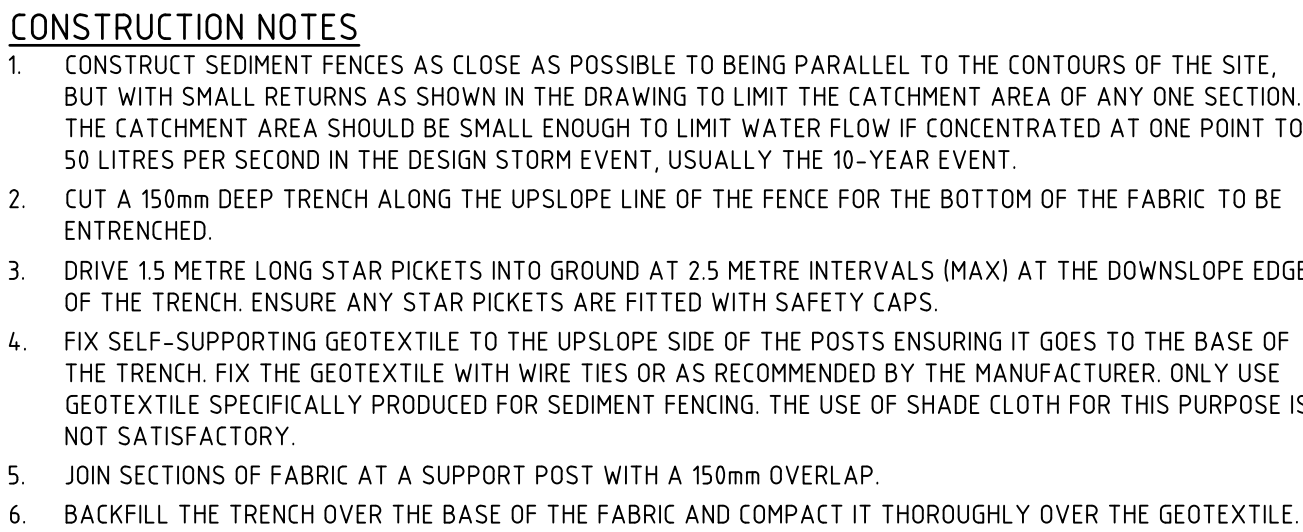 CONSTRUCTION NOTES
1. CONSTRUCT SEDIMENT FENCES AS CLOSE AS POSSIBLE TO BEING PARALLEL TO THE CONTOURS OF THE SITE,
BUT WITH SMALL RETURNS AS SHOWN IN THE DRAWING TO LIMIT THE CATCHMENT AREA OF ANY ONE SECTION.
THE CATCHMENT AREA SHOULD BE SMALL ENOUGH TO LIMIT WATER FLOW IF CONCENTRATED AT ONE POINT TO
50 LITRES PER SECOND IN THE DESIGN STORM EVENT, USUALLY THE 10-YEAR EVENT.
2. CUT A 150mm DEEP TRENCH ALONG THE UPSLOPE LINE OF THE FENCE FOR THE BOTTOM OF THE FABRIC TO BE
ENTRENCHED.
3. DRIVE 1.5 METRE LONG STAR PICKETS INTO GROUND AT 2.5 METRE INTERVALS (MAX) AT THE DOWNSLOPE EDGE
OF THE TRENCH. ENSURE ANY STAR PICKETS ARE FITTED WITH SAFETY CAPS.
4. FIX SELF-SUPPORTING GEOTEXTILE TO THE UPSLOPE SIDE OF THE POSTS ENSURING IT GOES TO THE BASE OF
THE TRENCH. FIX THE GEOTEXTILE WITH WIRE TIES OR AS RECOMMENDED BY THE MANUFACTURER. ONLY USE
GEOTEXTILE SPECIFICALLY PRODUCED FOR SEDIMENT FENCING. THE USE OF SHADE CLOTH FOR THIS PURPOSE IS
NOT SATISFACTORY.
5. JOIN SECTIONS OF FABRIC AT A SUPPORT POST WITH A 150mm OVERLAP.
6. BACKFILL THE TRENCH OVER THE BASE OF THE FABRIC AND COMPACT IT THOROUGHLY OVER THE GEOTEXTILE.